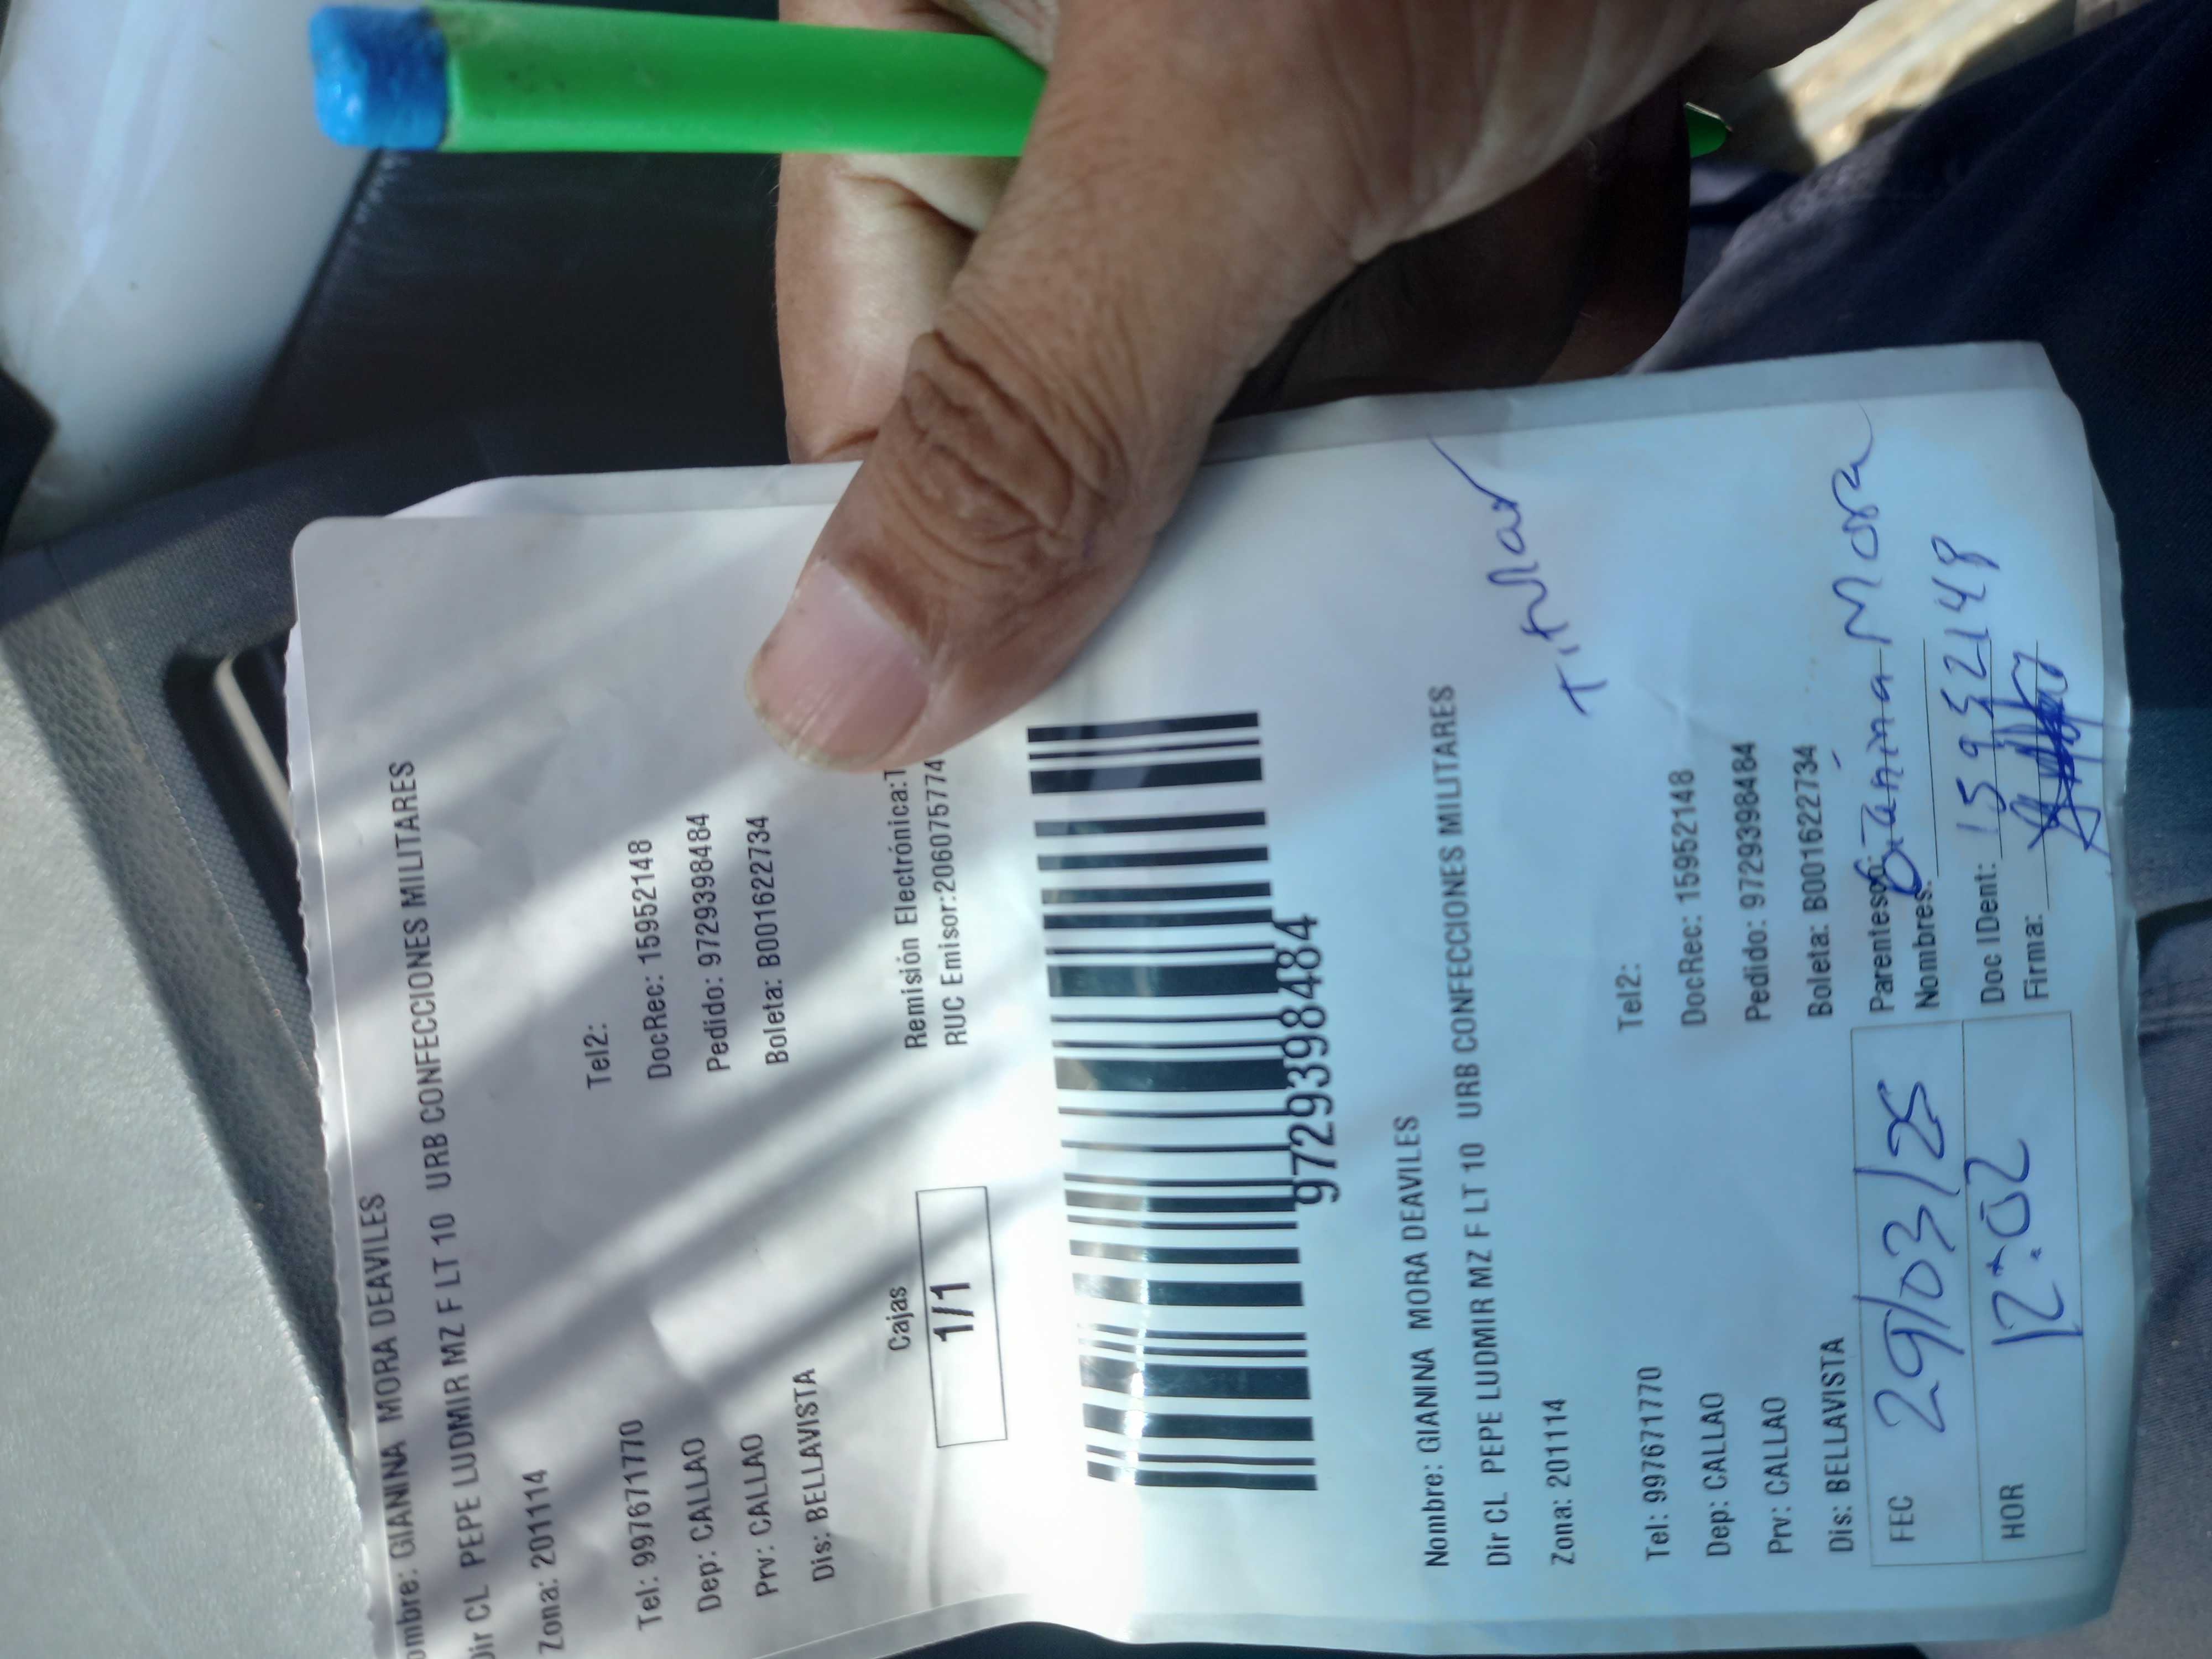 ombre: GIANINA MORA DEAVILES
Dir CL PEPE LUDMIR MZ F LT 10 URB CONFECCIONES MILITARES
Zona: 201114
Tel: 997671770 Tel2:
Dep: CALLAO DocRec: 15952148
Prv: CALLAO Pedido: 9729398484
Dis: BELLAVISTA Boleta: B001622734
Cajas Remisión Electrónica:T
1/1 RUC Emisor:206075774
9729398484
Nombre: GIANINA MORA DEAVILES
Dir CL PEPE LUDMIR MZ F LT 10 URB CONFECCIONES MILITARES
Zona: 201114
Titular
Tel: 997671770 Tel2:
Dep: CALLAO DocRec: 15952148
Prv: CALLAO Pedido: 9729398484
Dis: BELLAVISTA Boleta: B001622734
FEC 29/03/25 Parentesco:
Nombres: Gianina Mora
HOR 12:02 Doc IDent: 15952148
Firma: